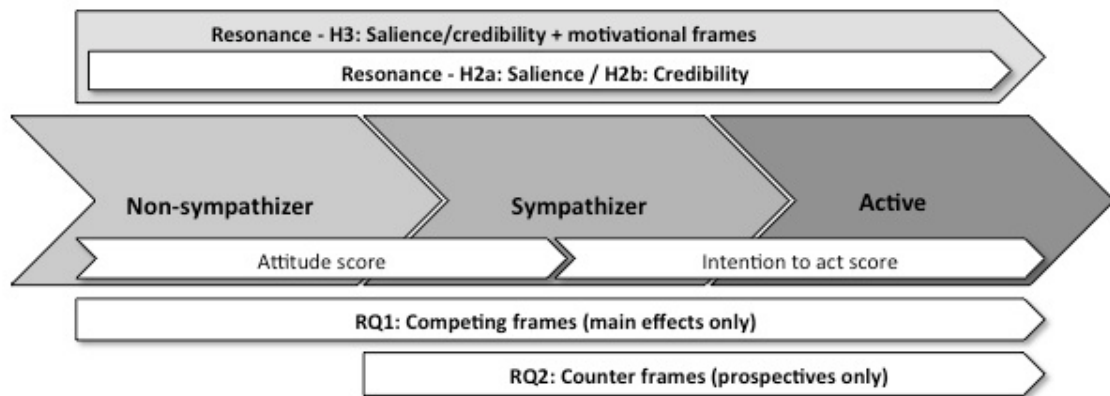 Resonance - H3: Salience/credibility + motivational frames
Resonance - H2a: Salience / H2b: Credibility
Non-sympathizer
Sympathizer
Active
Attitude score
Intention to act score
RQ1: Competing frames (main effects only)
RQ2: Counter frames (prospectives only)